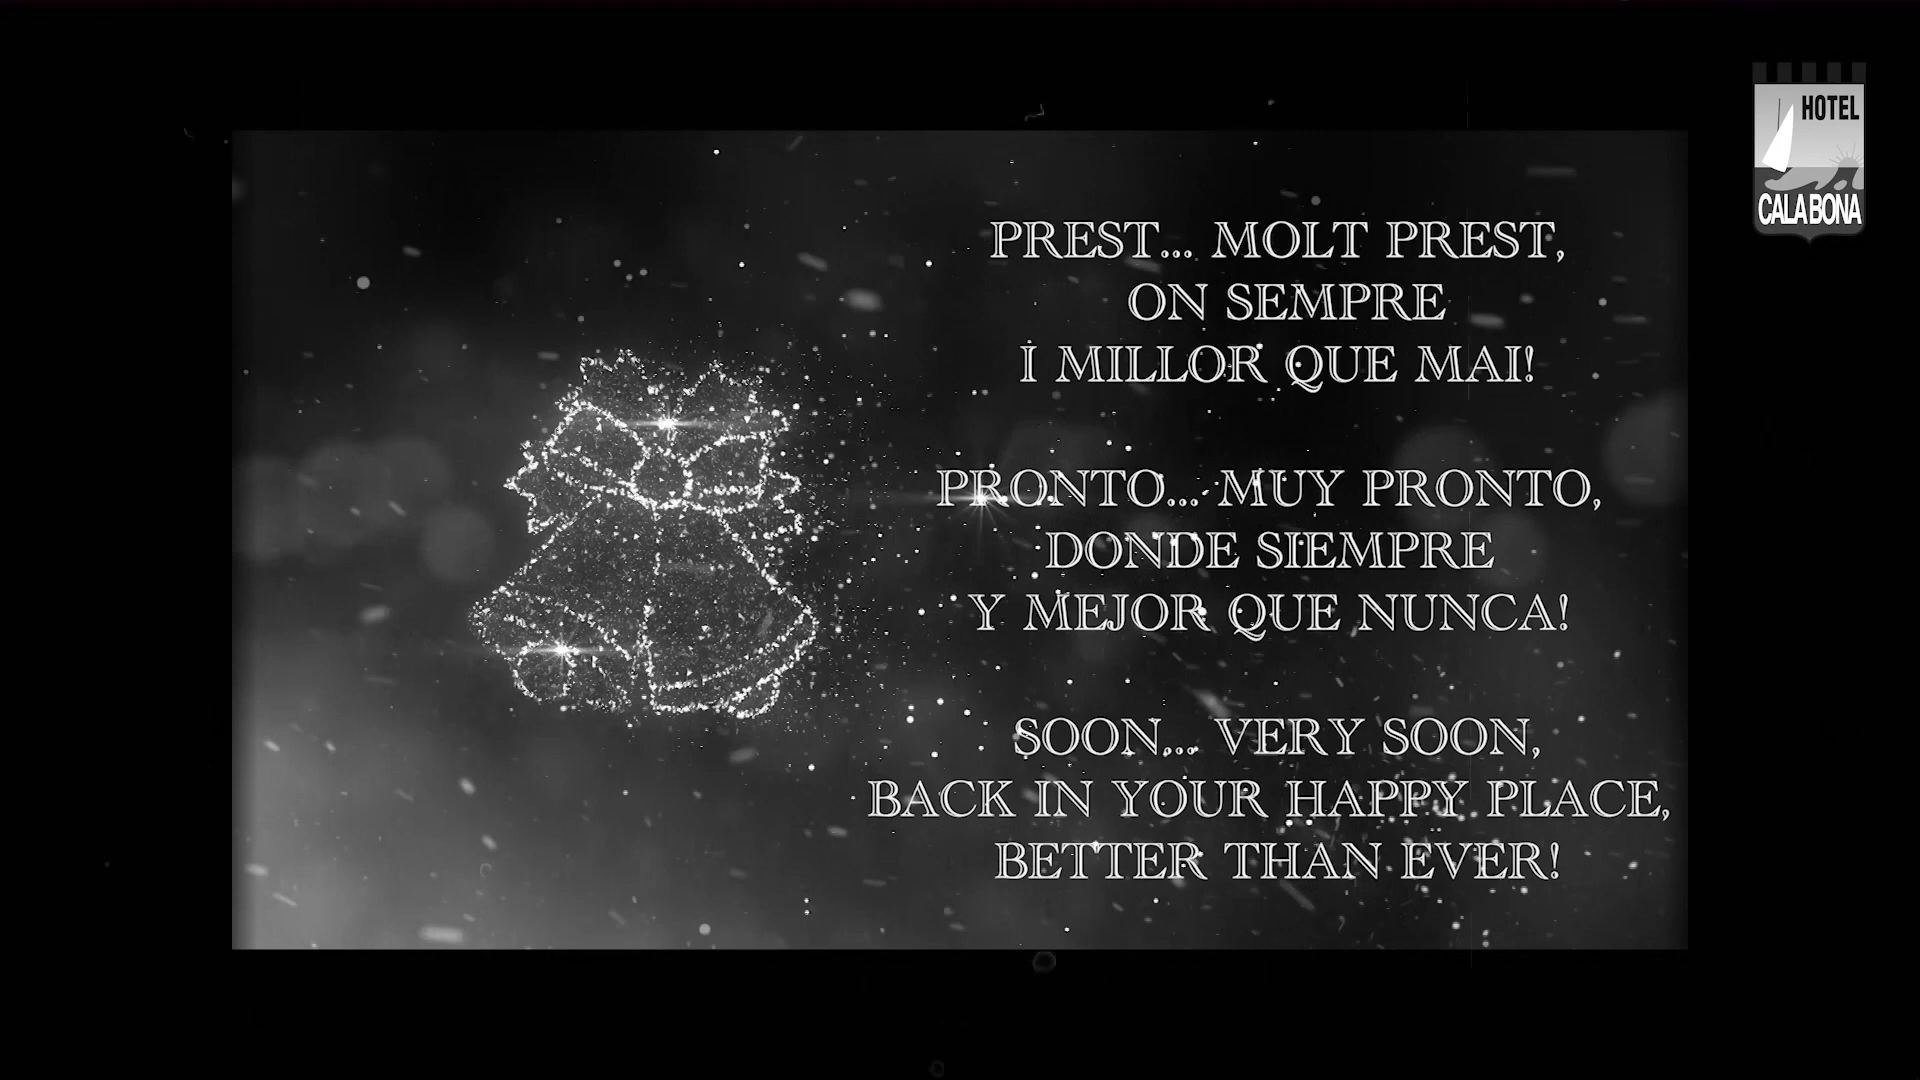 HOTEL
CALA BONA
PREST... MOLT PREST,
ON SEMPRE
I MILLOR QUE MAI!
PRONTO... MUY PRONTO,
DONDE SIEMPRE
Y MEJOR QUE NUNCA!
SOON... VERY SOON,
BACK IN YOUR HAPPY PLACE,
BETTER THAN EVER!